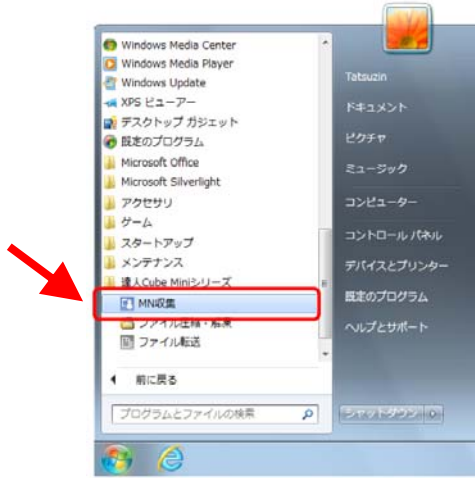 Windows Media Center
Windows Media Player
Windows Update
XPS ビューアー
デスクトップ ガジェット
既定のプログラム
Microsoft Office
Microsoft Silverlight
アクセサリ
ゲーム
スタートアップ
メンテナンス
達人Cube Miniシリーズ
MN収集
ファイル圧縮・解凍
ファイル転送
前に戻る
プログラムとファイルの検索
Tatsuzin
ドキュメント
ピクチャ
ミュージック
コンピューター
コントロール パネル
デバイスとプリンター
既定のプログラム
ヘルプとサポート
シャットダウン